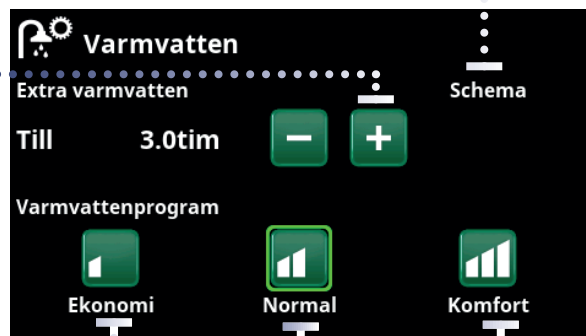 Varmvatten
Extra varmvatten
Schema
Till 3.0tim − +
Varmvattenprogram
Ekonomi Normal Komfort